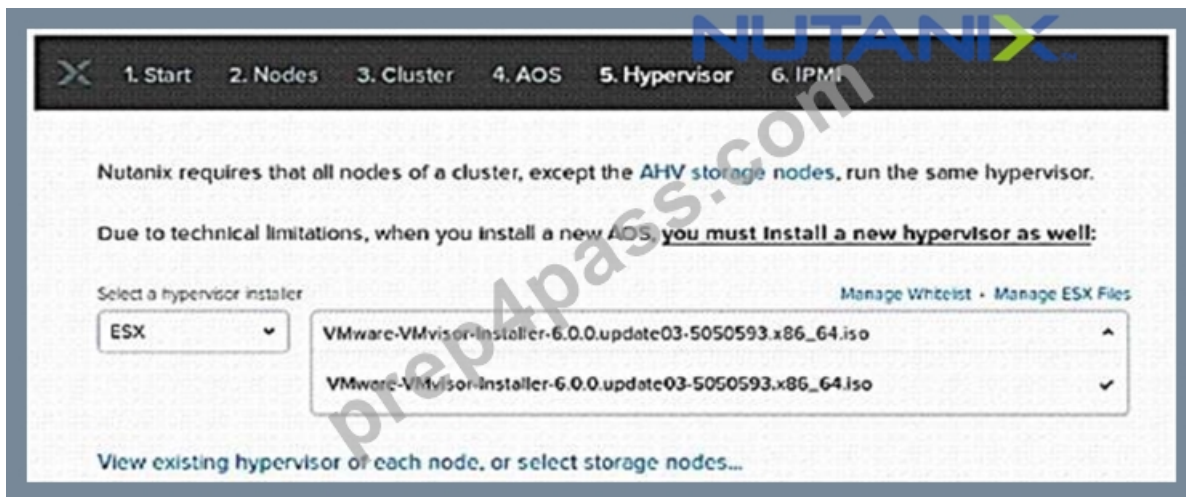 NUTANIX
1. Start 2. Nodes 3. Cluster 4. AOS 5. Hypervisor 6. IPMI
Nutanix requires that all nodes of a cluster, except the AHV storage nodes, run the same hypervisor.
Due to technical limitations, when you install a new AOS, you must install a new hypervisor as well:
Select a hypervisor installer
Manage Whitelist • Manage ESX Files
ESX
VMware-VMvisor-Installer-6.0.0.update03-5050593.x86_64.iso
VMware-VMvisor-Installer-6.0.0.update03-5050593.x86_64.iso
View existing hypervisor of each node, or select storage nodes...
prep4pass.com